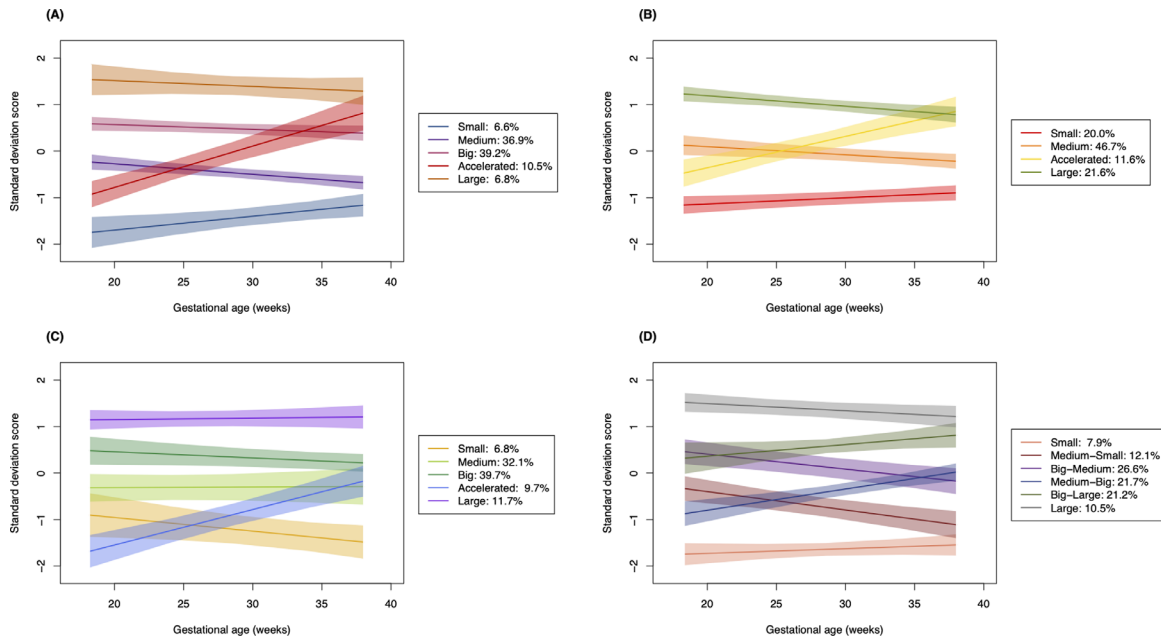 (A)
Standard deviation score
2
1
0
−1
−2
20 25 30 35 40
Gestational age (weeks)
Small: 6.6%
Medium: 36.9%
Big: 39.2%
Accelerated: 10.5%
Large: 6.8%
(B)
Standard deviation score
2
1
0
−1
−2
20 25 30 35 40
Gestational age (weeks)
Small: 20.0%
Medium: 46.7%
Accelerated: 11.6%
Large: 21.6%
(C)
Standard deviation score
2
1
0
−1
−2
20 25 30 35 40
Gestational age (weeks)
Small: 6.8%
Medium: 32.1%
Big: 39.7%
Accelerated: 9.7%
Large: 11.7%
(D)
Standard deviation score
2
1
0
−1
−2
20 25 30 35 40
Gestational age (weeks)
Small: 7.9%
Medium−Small: 12.1%
Big−Medium: 26.6%
Medium−Big: 21.7%
Big−Large: 21.2%
Large: 10.5%